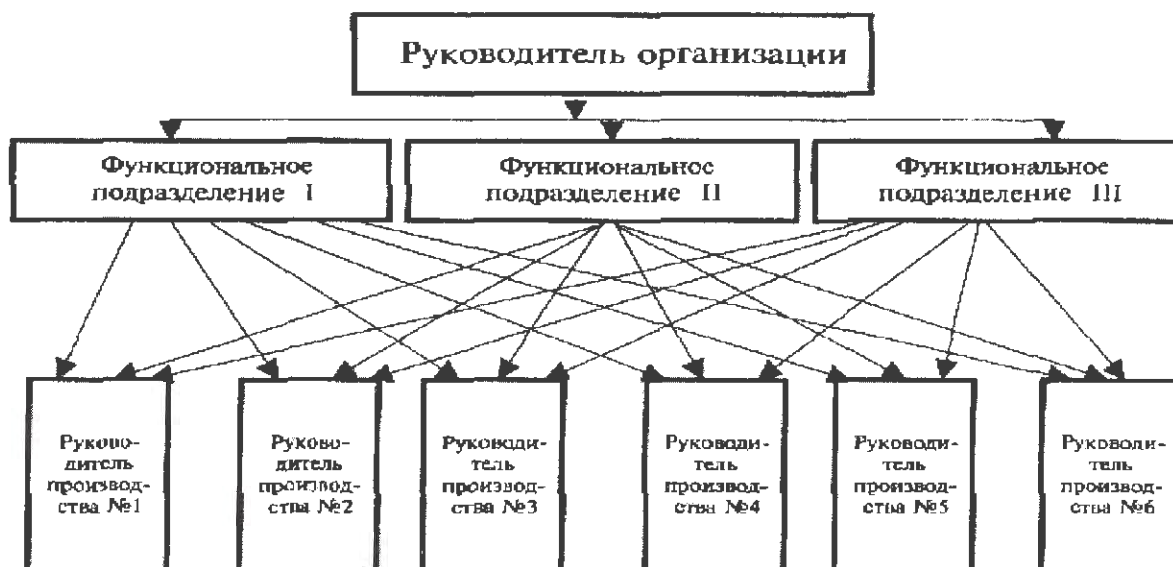 Руководитель организации
Функциональное
подразделение I
Функциональное
подразделение II
Функциональное
подразделение III
Руково-
дитель
производ-
ства №1
Руково-
дитель
производ-
ства №2
Руководи-
тель
производ-
ства №3
Руководи-
тель
производ-
ства №4
Руководи-
тель
производ-
ства №5
Руководи-
тель
производ-
ства №6